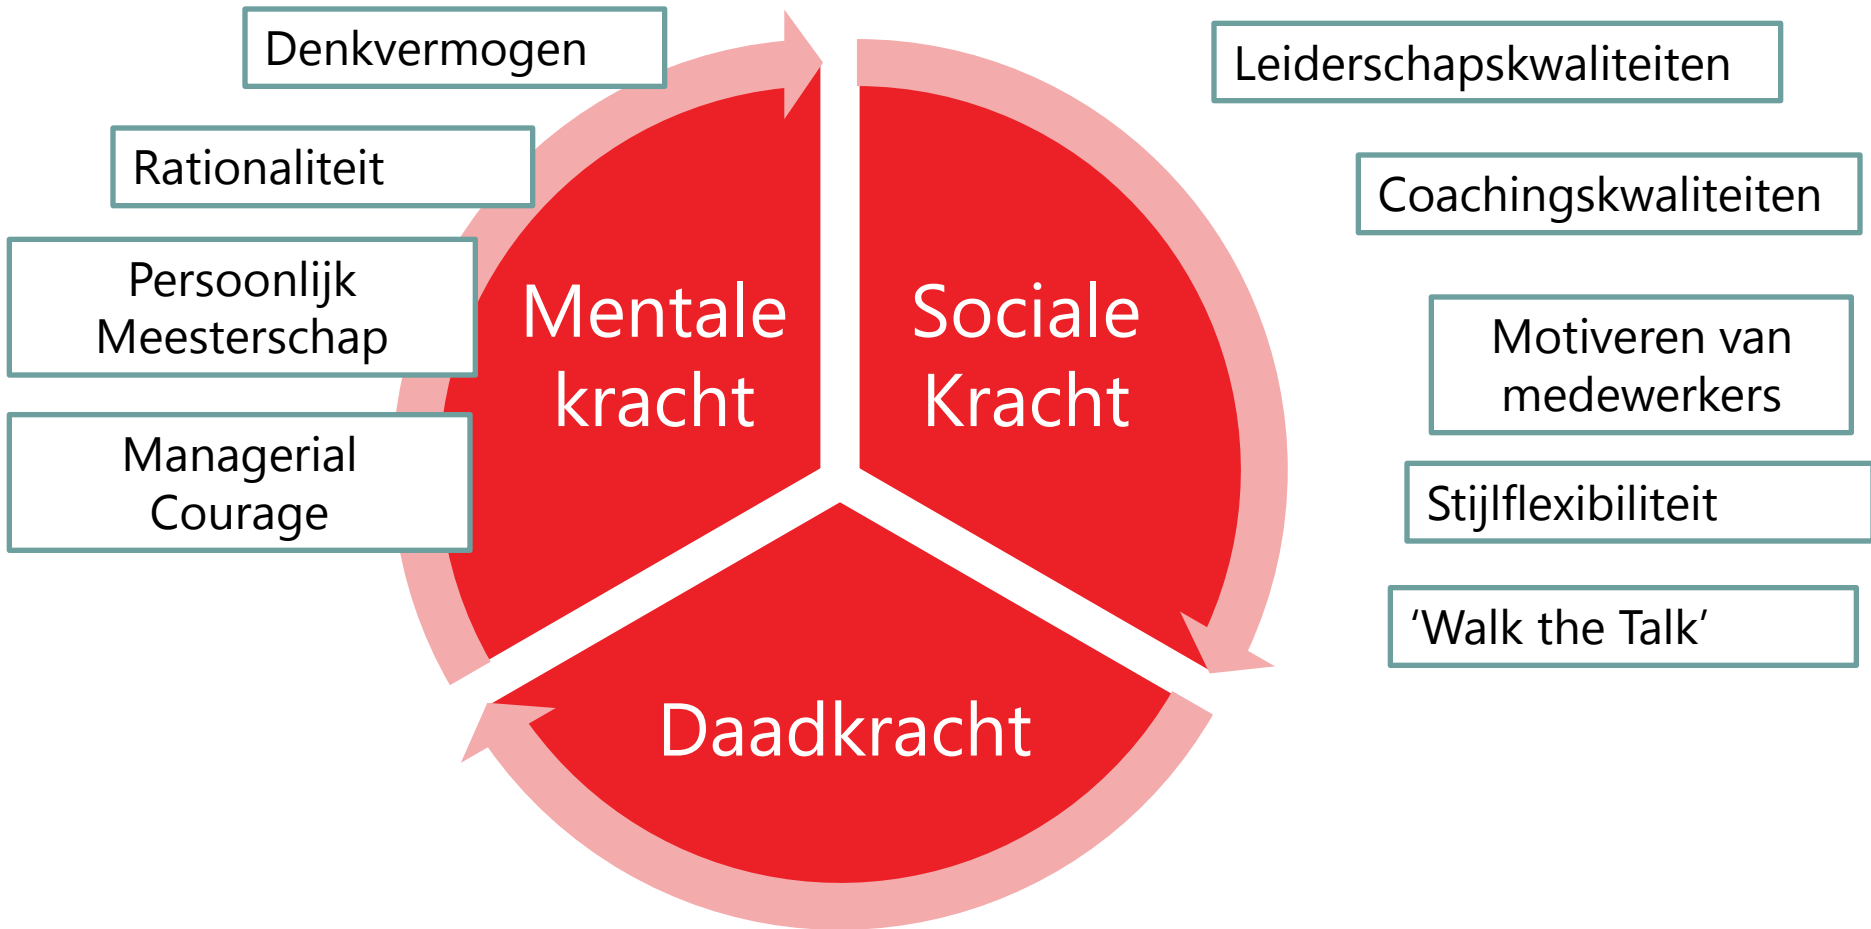 Denkvermogen
Rationaliteit
Persoonlijk
Meesterschap
Managerial
Courage
Mentale
kracht
Sociale
Kracht
Daadkracht
Leiderschapskwaliteiten
Coachingskwaliteiten
Motiveren van
medewerkers
Stijlflexibiliteit
‘Walk the Talk’